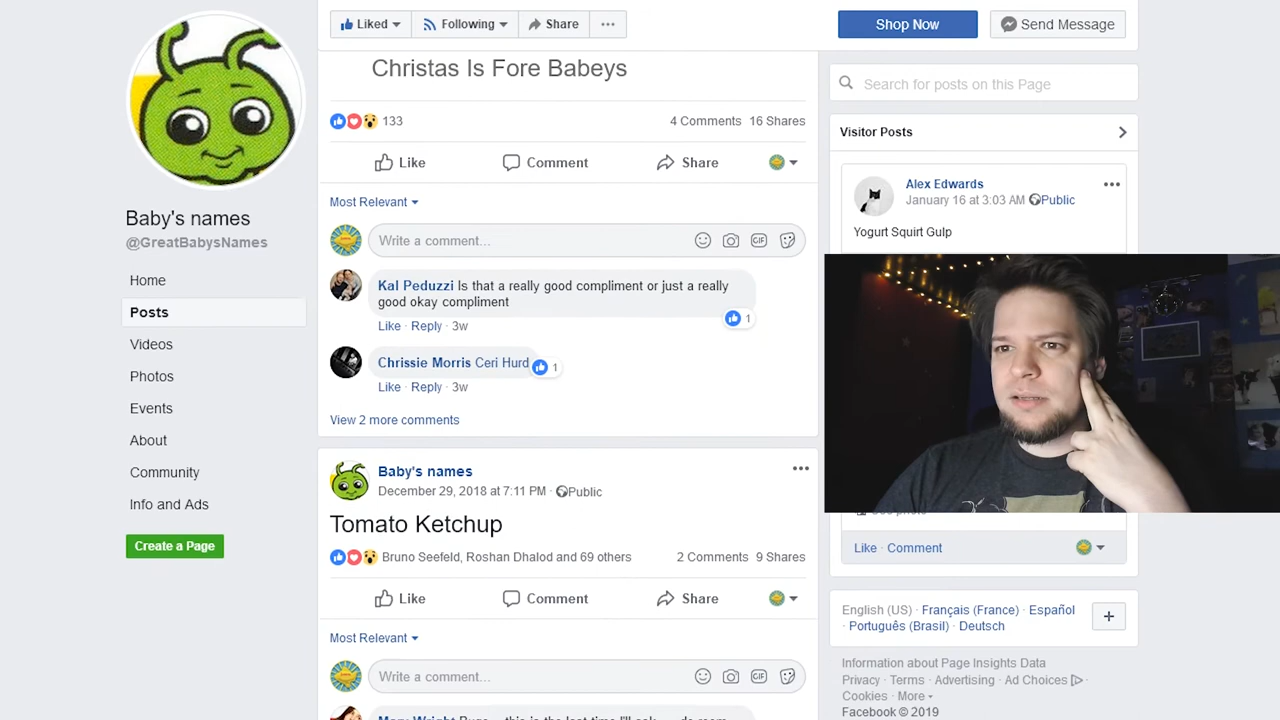 Liked
Following
Share
Shop Now
Send Message
Christas Is Fore Babeys
133
4 Comments 16 Shares
Like
Comment
Share
Most Relevant
Write a comment...
GIF
Kal Peduzzi Is that a really good compliment or just a really
good okay compliment
1
Like · Reply · 3w
Chrissie Morris Ceri Hurd
1
Like · Reply · 3w
View 2 more comments
Baby's names
@GreatBabysNames
Home
Posts
Videos
Photos
Events
About
Community
Info and Ads
Create a Page
Baby's names
December 29, 2018 at 7:11 PM · Public
Tomato Ketchup
Bruno Seefeld, Roshan Dhalod and 69 others
2 Comments 9 Shares
Like
Comment
Share
Most Relevant
Write a comment...
GIF
Mary Wright
Search for posts on this Page
Visitor Posts
Alex Edwards
January 16 at 3:03 AM Public
Yogurt Squirt Gulp
Like · Comment
English (US) · Français (France) · Español
· Português (Brasil) · Deutsch
+
Information about Page Insights Data
Privacy · Terms · Advertising · Ad Choices ·
Cookies · More
Facebook © 2019